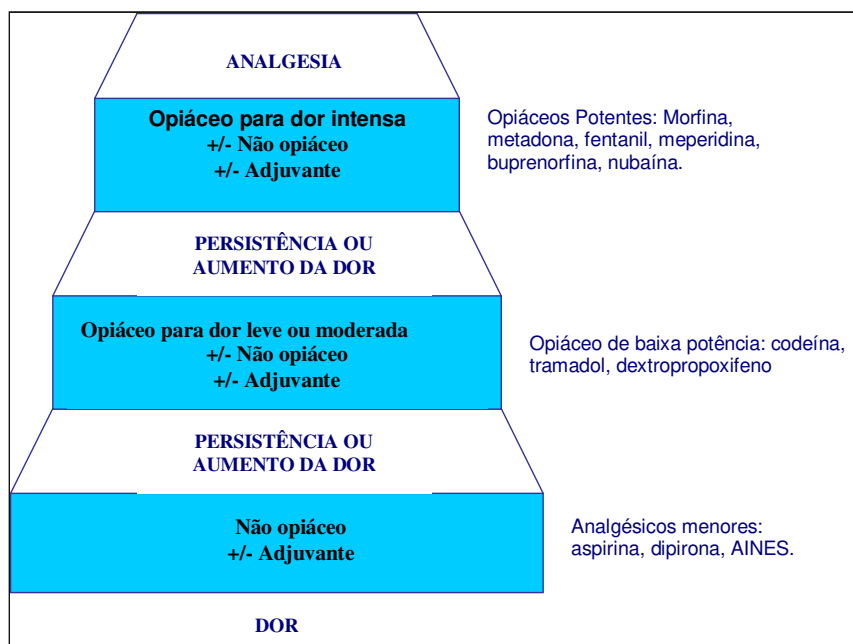 ANALGESIA
Opiáceo para dor intensa
+/- Não opiáceo
+/- Adjuvante
Opiáceos Potentes: Morfina,
metadona, fentanil, meperidina,
buprenorfina, nubaína.
PERSISTÊNCIA OU
AUMENTO DA DOR
Opiáceo para dor leve ou moderada
+/- Não opiáceo
+/- Adjuvante
Opiáceo de baixa potência: codeína,
tramadol, dextropropoxifeno
PERSISTÊNCIA OU
AUMENTO DA DOR
Não opiáceo
+/- Adjuvante
Analgésicos menores:
aspirina, dipirona, AINES.
DOR